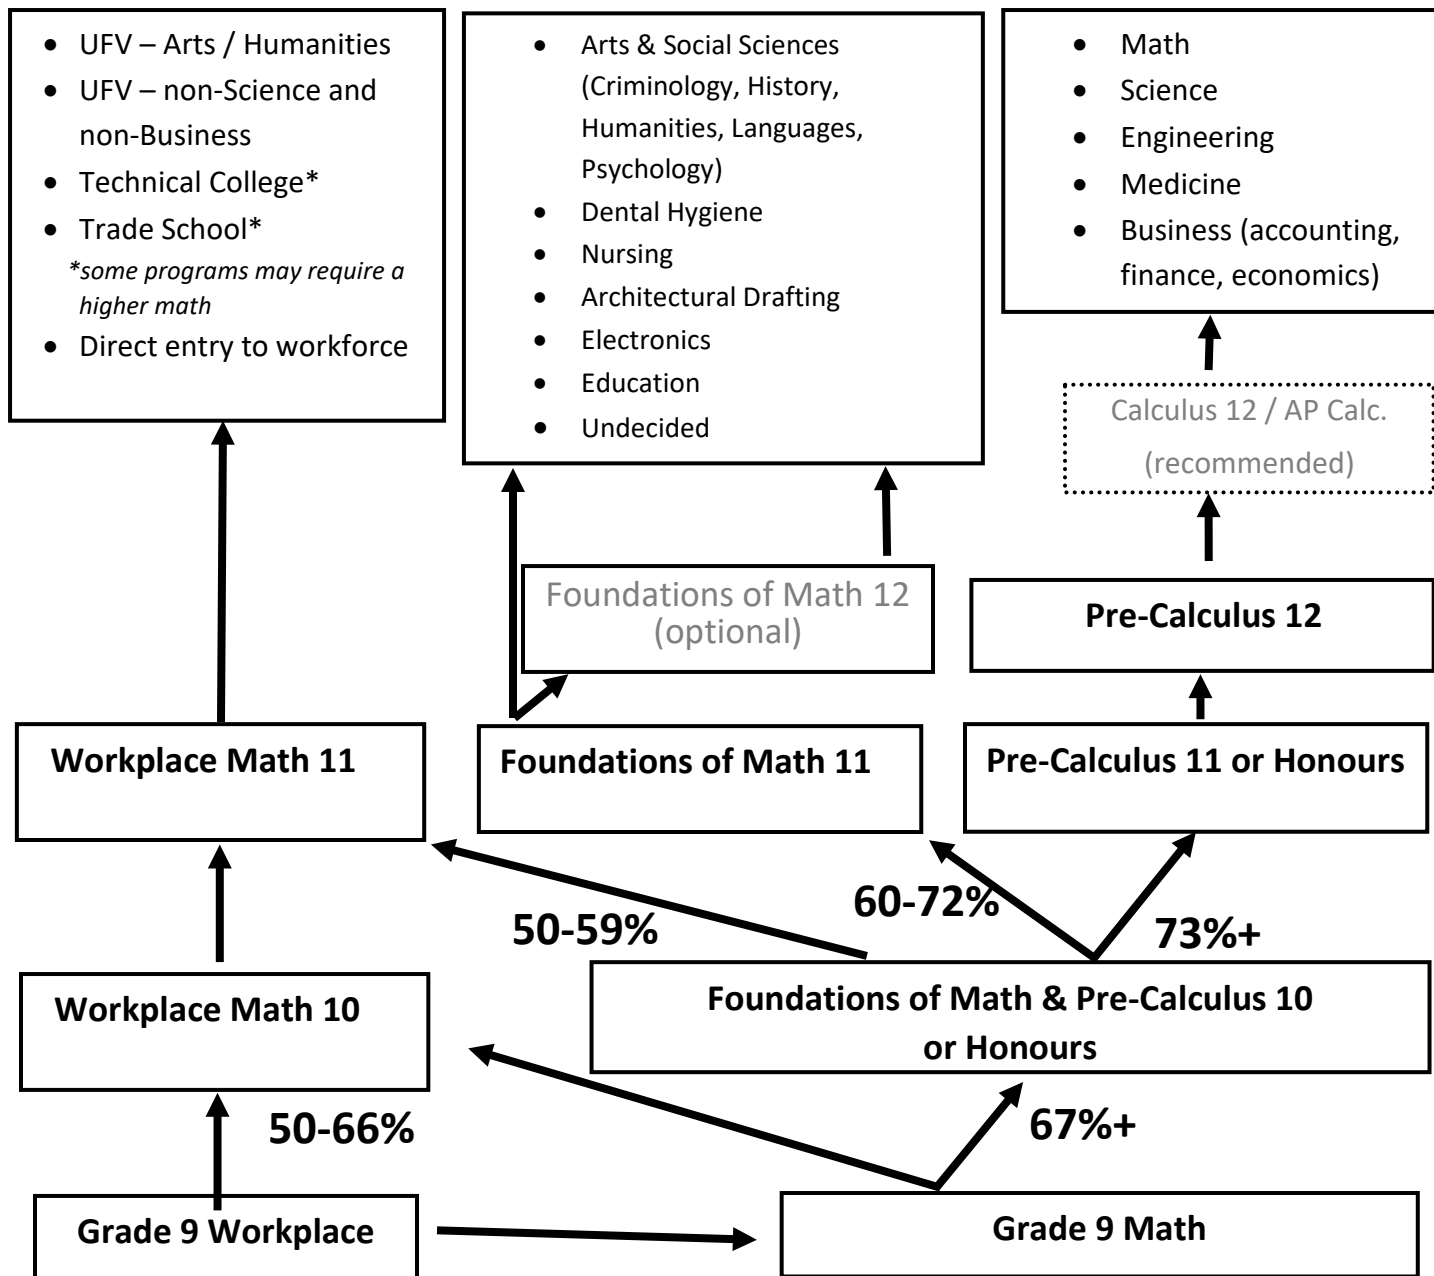 • UFV – Arts / Humanities
• UFV – non-Science and
non-Business
• Technical College*
• Trade School*
*some programs may require a
higher math
• Direct entry to workforce
• Arts & Social Sciences
(Criminology, History,
Humanities, Languages,
Psychology)
• Dental Hygiene
• Nursing
• Architectural Drafting
• Electronics
• Education
• Undecided
• Math
• Science
• Engineering
• Medicine
• Business (accounting,
finance, economics)
Calculus 12 / AP Calc.
(recommended)
Foundations of Math 12
(optional)
Pre-Calculus 12
Workplace Math 11
Foundations of Math 11
Pre-Calculus 11 or Honours
50-59%
60-72%
73%+
Workplace Math 10
Foundations of Math & Pre-Calculus 10
or Honours
50-66%
67%+
Grade 9 Workplace
Grade 9 Math